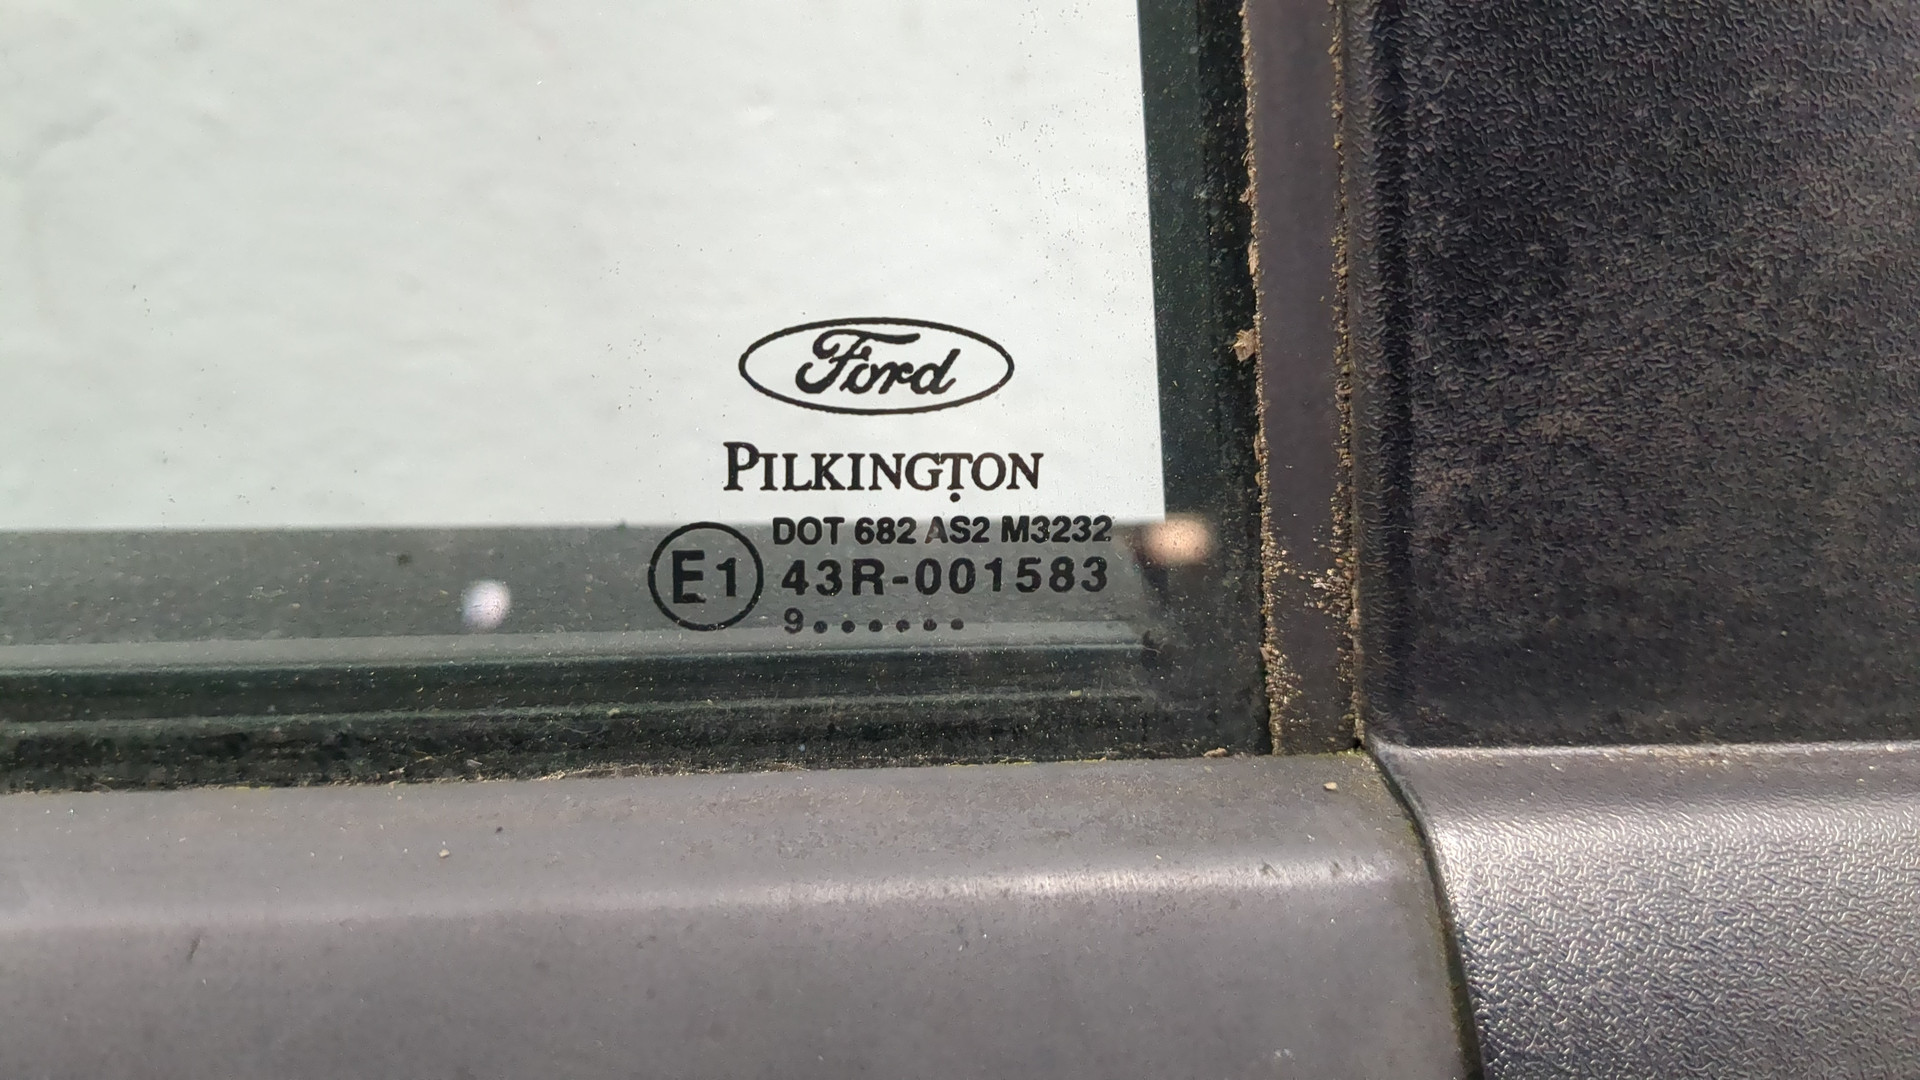 Ford
PILKINGTON
DOT 682 AS2 M3232
E1 43R-001583
9······